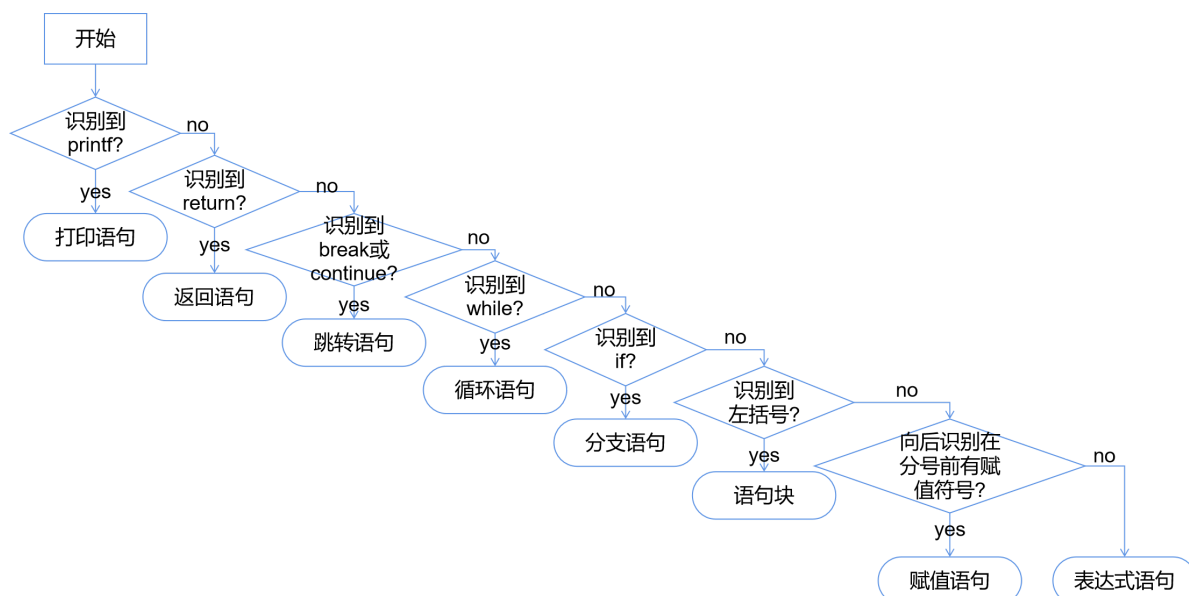 开始
识别到
printf?
no
yes
打印语句
识别到
return?
no
yes
返回语句
识别到
break或
continue?
no
yes
跳转语句
识别到
while?
no
yes
循环语句
识别到
if?
no
yes
分支语句
识别到
左括号?
no
yes
语句块
向后识别在
分号前有赋
值符号?
no
yes
赋值语句
表达式语句